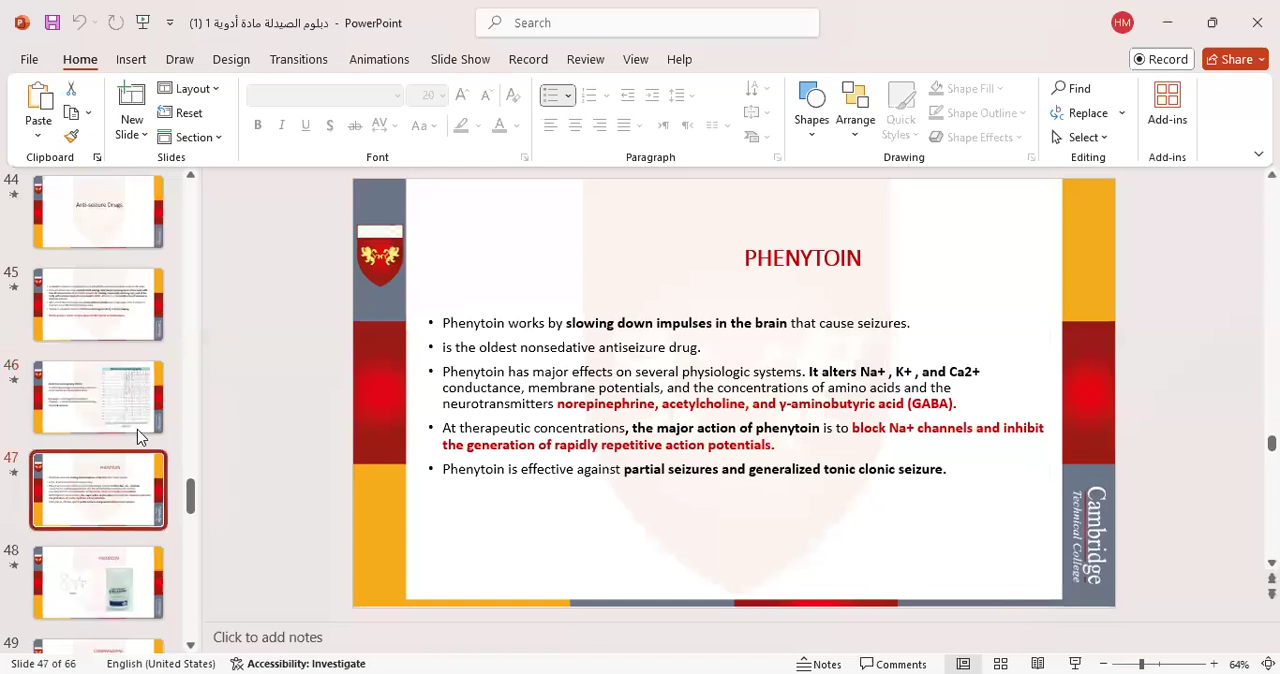 دبلوم الصيدلة مادة أدوية 1 (1) - PowerPoint
Search
HM
File Home Insert Draw Design Transitions Animations Slide Show Record Review View Help
Record Share
Paste
New Slide
Layout
Reset
Section
20
Shapes
Arrange
Quick Styles
Shape Fill
Shape Outline
Shape Effects
Find
Replace
Select
Add-ins
Clipboard Slides Font Paragraph Drawing Editing Add-ins
44
Anti-seizure Drugs
45
46
47
PHENYTOIN
48
49
PHENYTOIN
• Phenytoin works by slowing down impulses in the brain that cause seizures.
• is the oldest nonsedative antiseizure drug.
• Phenytoin has major effects on several physiologic systems. It alters Na+ , K+ , and Ca2+
conductance, membrane potentials, and the concentrations of amino acids and the
neurotransmitters norepinephrine, acetylcholine, and γ-aminobutyric acid (GABA).
• At therapeutic concentrations, the major action of phenytoin is to block Na+ channels and inhibit
the generation of rapidly repetitive action potentials.
• Phenytoin is effective against partial seizures and generalized tonic clonic seizure.
Cambridge
Technical College
Click to add notes
Slide 47 of 66 English (United States) Accessibility: Investigate Notes Comments 64%